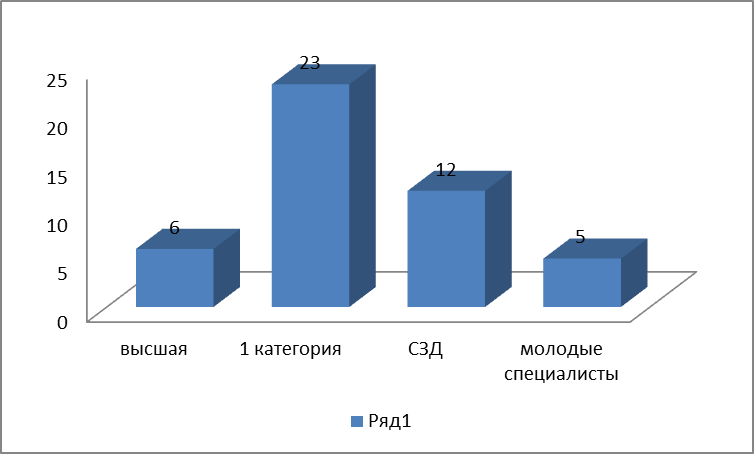 23
25
20
15
12
10
6
5
5
0
высшая
1 категория
СЗД
молодые
специалисты
Ряд1